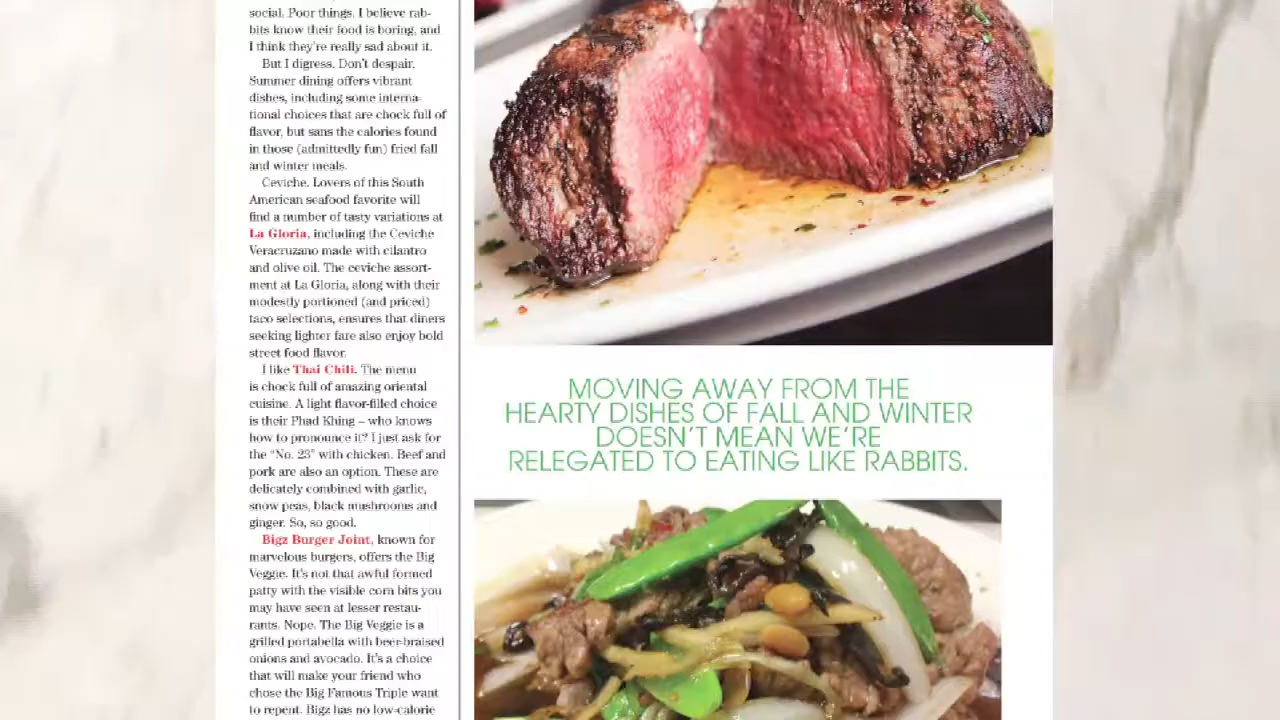 social. Poor things. I believe rab-
bits know their food is boring, and
I think they're really sad about it.
But I digress. Don't despair.
Summer dining offers vibrant
dishes, including some interna-
tional choices that are chock full of
flavor, but sans the calories found
in those (admittedly fun) fried fall
and winter meals.
Ceviche. Lovers of this South
American seafood favorite will
find a number of tasty variations at
La Gloria, including the Ceviche
Veracruzano made with cilantro
and olive oil. The ceviche assort-
ment at La Gloria, along with their
modestly portioned (and priced)
taco selections, ensures that diners
seeking lighter fare also enjoy bold
street food flavor.
I like Thai Chili. The menu
is chock full of amazing oriental
cuisine. A light flavor-filled choice
is their Phad Khing – who knows
how to pronounce it? I just ask for
the "No. 23" with chicken. Beef and
pork are also an option. These are
delicately combined with garlic,
snow peas, black mushrooms and
ginger. So, so good.
Bigz Burger Joint, known for
marvelous burgers, offers the Big
Veggie. It's not that awful formed
patty with the visible corn bits you
may have seen at lesser restau-
rants. Nope. The Big Veggie is a
grilled portabella with beer-braised
onions and avocado. It's a choice
that will make your friend who
chose the Big Famous Triple want
to repent. Bigz has no low-calorie
MOVING AWAY FROM THE
HEARTY DISHES OF FALL AND WINTER
DOESN'T MEAN WE'RE
RELEGATED TO EATING LIKE RABBITS.